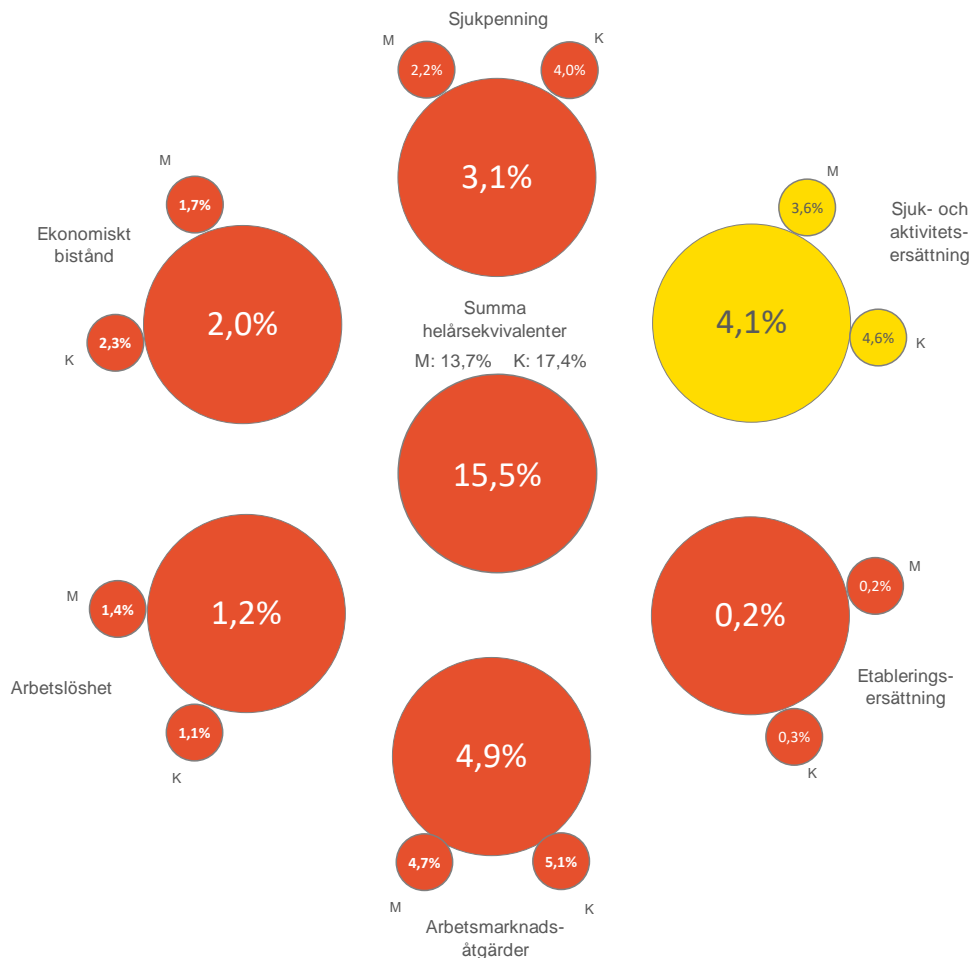 Sjukpenning
M
K
2,2%
4,0%
3,1%
M
1,7%
Ekonomiskt
bistånd
2,0%
2,3%
K
M
3,6%
Sjuk- och
aktivitets-
ersättning
4,1%
4,6%
K
Summa
helårsekvivalenter
M: 13,7% K: 17,4%
15,5%
M
1,4%
1,2%
Arbetslöshet
1,1%
K
M
0,2%
0,2%
Etablerings-
ersättning
0,3%
K
4,9%
4,7%
5,1%
M
K
Arbetsmarknads-
åtgärder